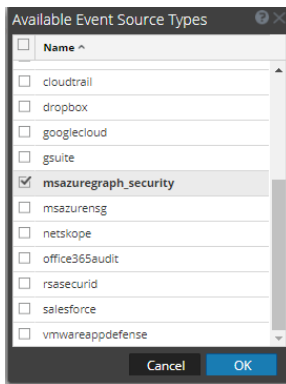 Available Event Source Types
Name ^
cloudtrail
dropbox
googlecloud
gsuite
msazuregraph_security
msazurensg
netskope
office365audit
rsasecurid
salesforce
vmwareappdefense
Cancel OK